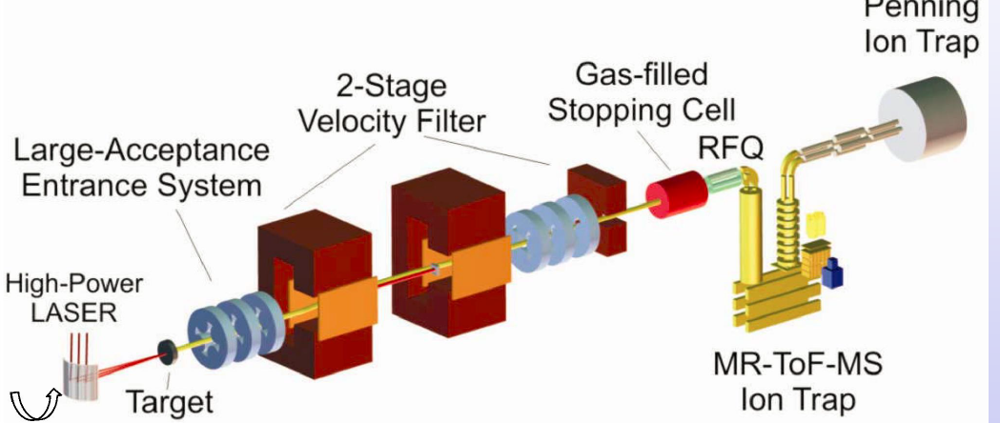 Penning
Ion Trap
Gas-filled
Stopping Cell
2-Stage
Velocity Filter
RFQ
Large-Acceptance
Entrance System
High-Power
LASER
Target
MR-ToF-MS
Ion Trap